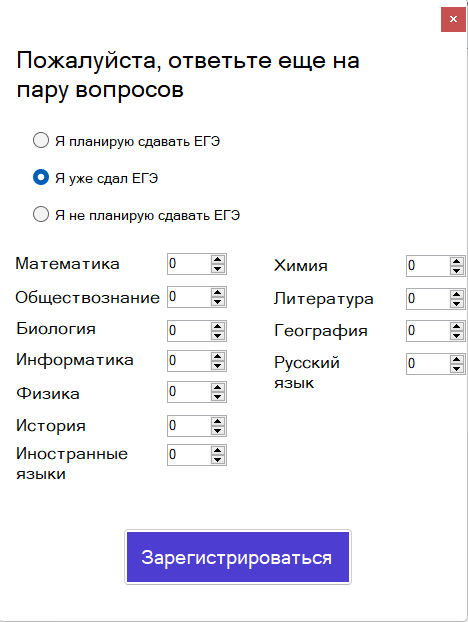 Пожалуйста, ответьте еще на
пару вопросов
Я планирую сдавать ЕГЭ
Я уже сдал ЕГЭ
Я не планирую сдавать ЕГЭ
Математика 0
Обществознание 0
Биология 0
Информатика 0
Физика 0
История 0
Иностранные 0
языки
Химия 0
Литература 0
География 0
Русский 0
язык
Зарегистрироваться